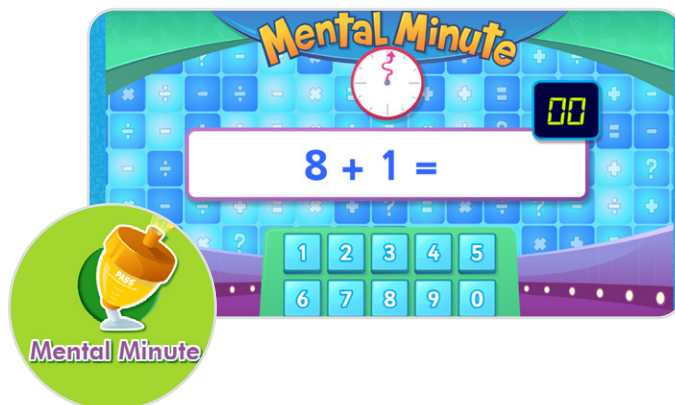 Mental Minute
00
8 + 1 =
1 2 3 4 5
6 7 8 9 0
PASS
Mental Minute